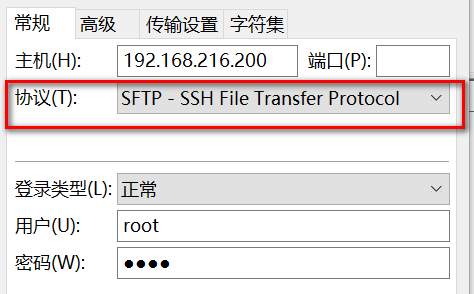 常规 高级 传输设置 字符集
主机(H): 192.168.216.200 端口(P):
协议(T): SFTP - SSH File Transfer Protocol
登录类型(L): 正常
用户(U): root
密码(W): ●●●●